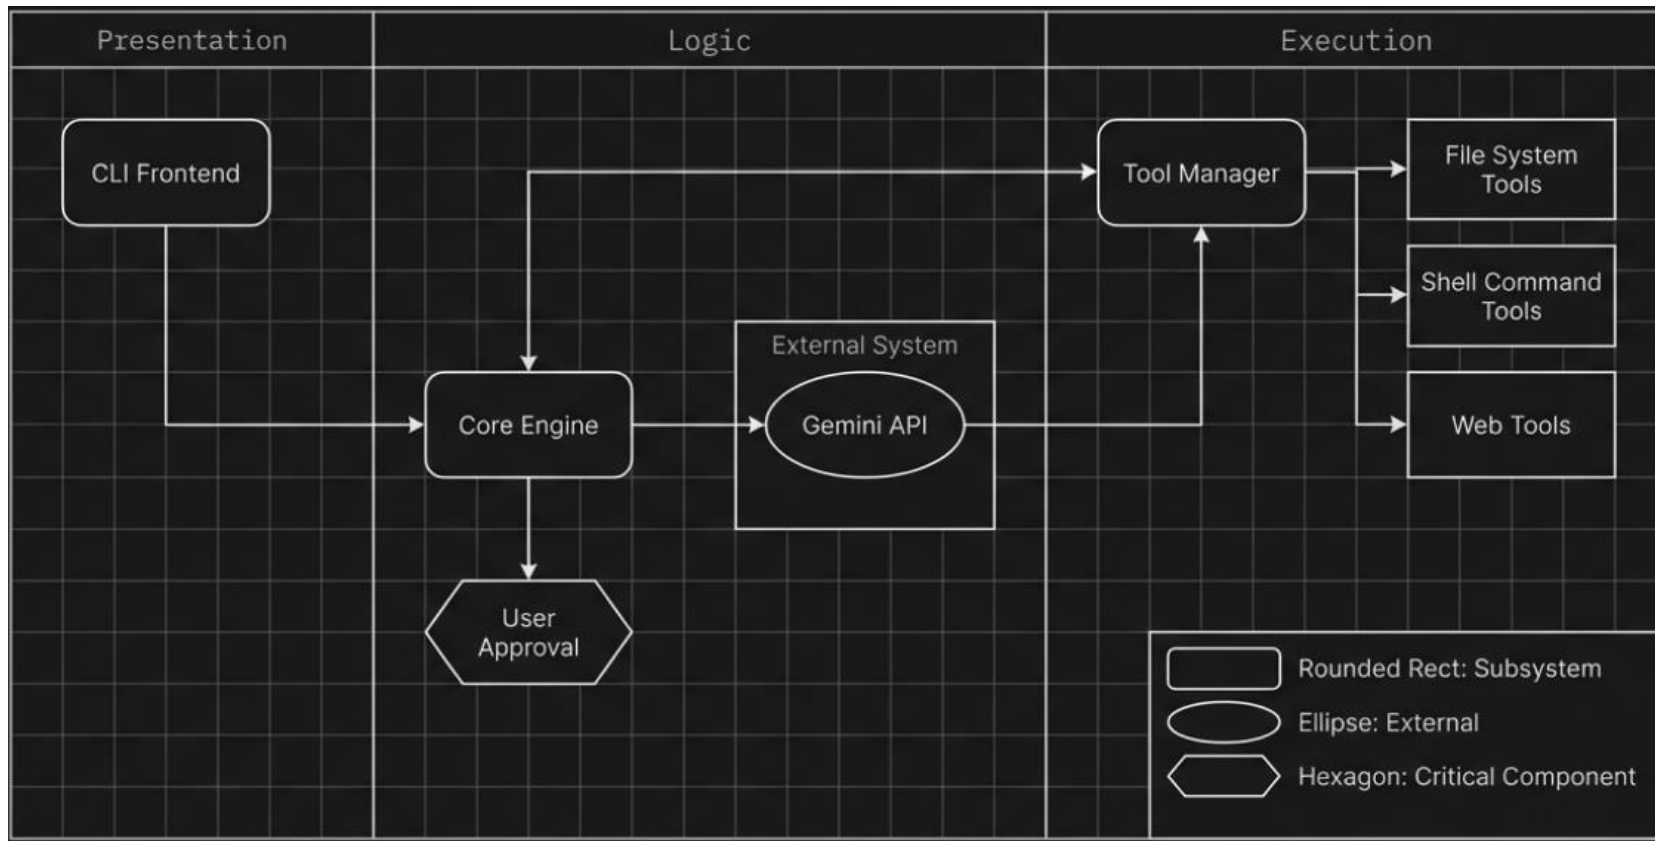 Presentation
Logic
Execution
CLI Frontend
Tool Manager
File System
Tools
Shell Command
Tools
External System
Core Engine
Gemini API
Web Tools
User
Approval
Rounded Rect: Subsystem
Ellipse: External
Hexagon: Critical Component